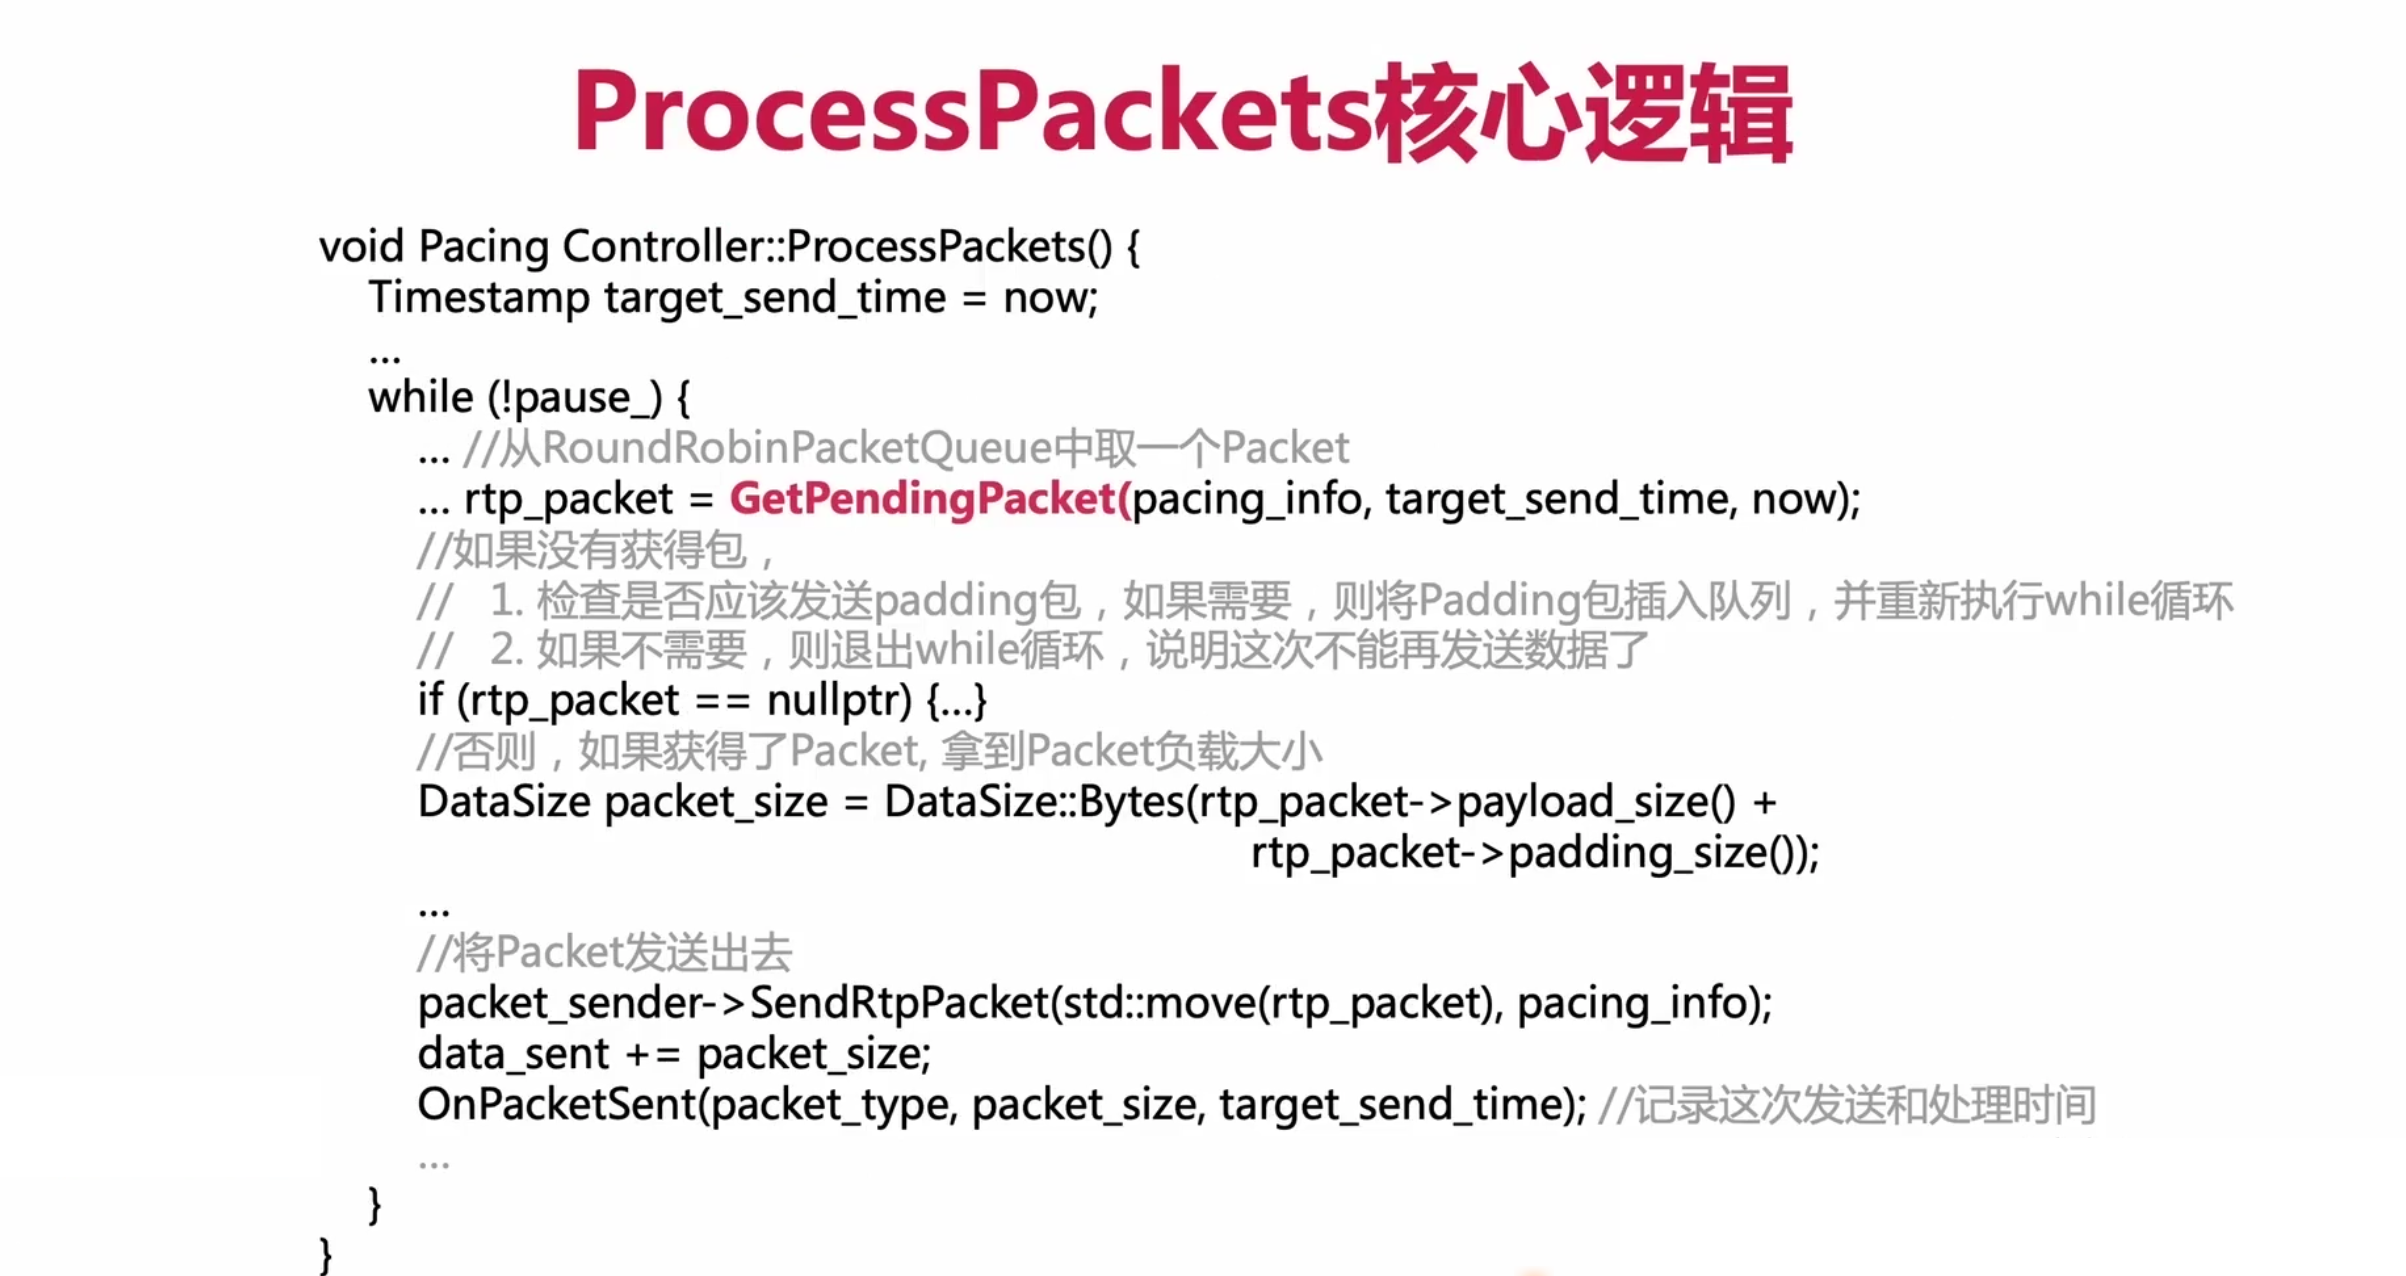 ProcessPackets核心逻辑
void Pacing Controller::ProcessPackets() {
Timestamp target_send_time = now;
...
while (!pause_) {
... //从RoundRobinPacketQueue中取一个Packet
... rtp_packet = GetPendingPacket(pacing_info, target_send_time, now);
//如果没有获得包，
// 1. 检查是否应该发送padding包，如果需要，则将Padding包插入队列，并重新执行while循环
// 2. 如果不需要，则退出while循环，说明这次不能再发送数据了
if (rtp_packet == nullptr) {...}
//否则，如果获得了Packet, 拿到Packet负载大小
DataSize packet_size = DataSize::Bytes(rtp_packet->payload_size() +
rtp_packet->padding_size());
...
//将Packet发送出去
packet_sender->SendRtpPacket(std::move(rtp_packet), pacing_info);
data_sent += packet_size;
OnPacketSent(packet_type, packet_size, target_send_time); //记录这次发送和处理时间
...
}
}